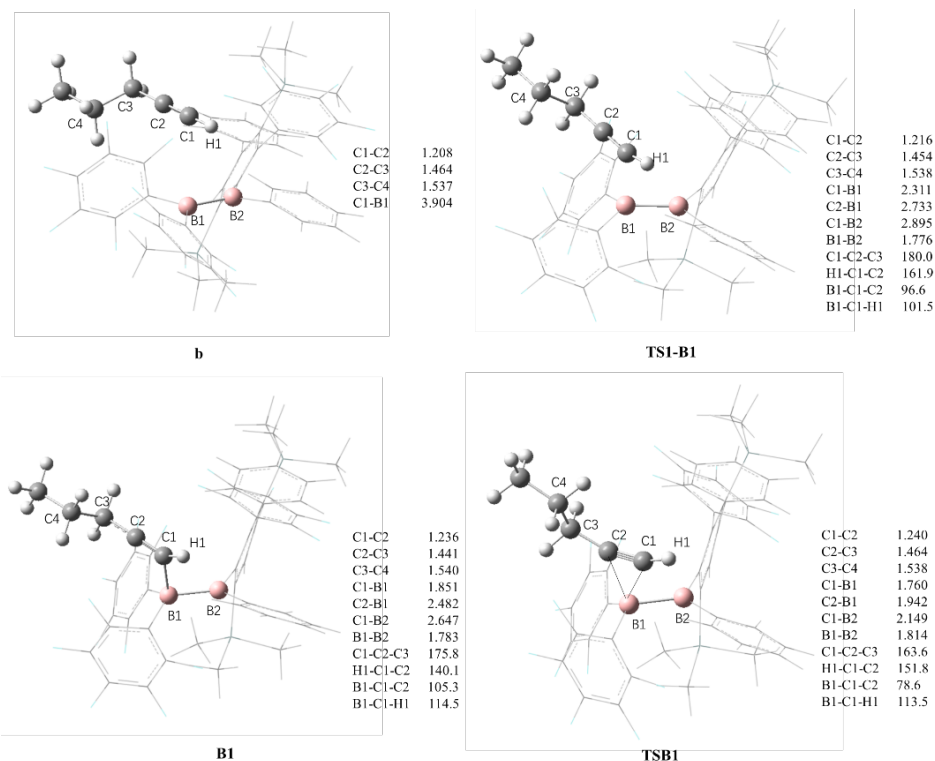 C3
C4
C2
C1
H1
B1
B2
C1-C2 1.208
C2-C3 1.464
C3-C4 1.537
C1-B1 3.904
b
C4
C3
C2
C1
H1
B1
B2
C1-C2 1.216
C2-C3 1.454
C3-C4 1.538
C1-B1 2.311
C2-B1 2.733
C1-B2 2.895
B1-B2 1.776
C1-C2-C3 180.0
H1-C1-C2 161.9
B1-C1-C2 96.6
B1-C1-H1 101.5
TS1-B1
C4
C3
C2
C1
H1
B1
B2
C1-C2 1.236
C2-C3 1.441
C3-C4 1.540
C1-B1 1.851
C2-B1 2.482
C1-B2 2.647
B1-B2 1.783
C1-C2-C3 175.8
H1-C1-C2 140.1
B1-C1-C2 105.3
B1-C1-H1 114.5
B1
C4
C3
C2
C1
H1
B1
B2
C1-C2 1.240
C2-C3 1.464
C3-C4 1.538
C1-B1 1.760
C2-B1 1.942
C1-B2 2.149
B1-B2 1.814
C1-C2-C3 163.6
H1-C1-C2 151.8
B1-C1-C2 78.6
B1-C1-H1 113.5
TSB1